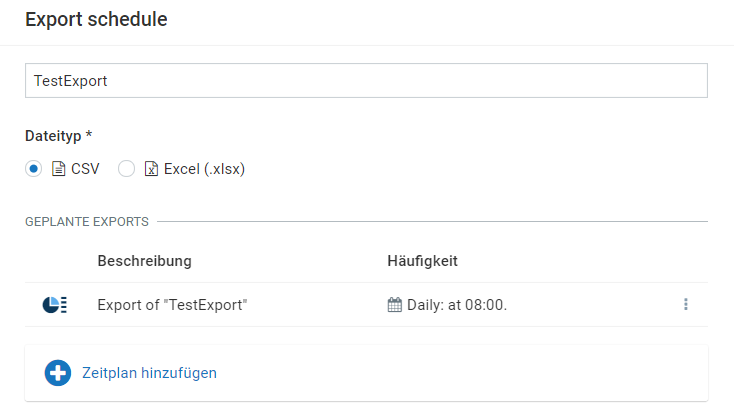 Export schedule
TestExport
Dateityp *
CSV Excel (.xlsx)
GEPLANTE EXPORTS
Beschreibung Häufigkeit
Export of "TestExport" Daily: at 08:00.
Zeitplan hinzufügen